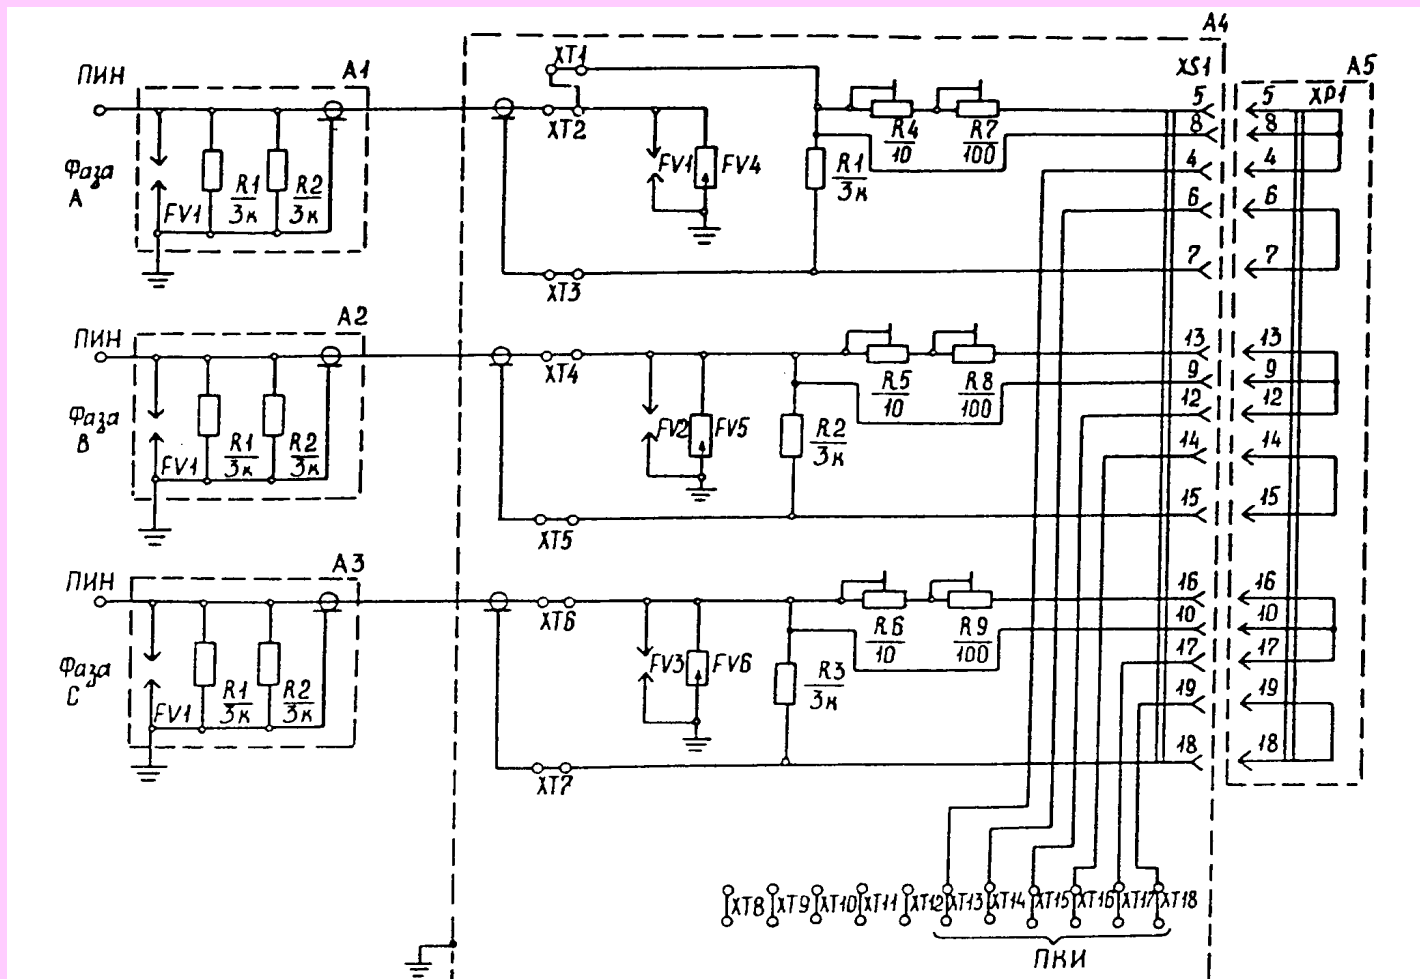 A4
A5
XS1
XP1
ПИН
A1
XT1
XT2
Фаза
A
FV1
R1
3к
R2
3к
FV1
FV4
R1
3к
R4
10
R7
100
5
8
4
6
7
5
8
4
6
7
XT3
ПИН
A2
XT4
Фаза
В
FV1
R1
3к
R2
3к
FV2
FV5
R2
3к
R5
10
R8
100
13
9
12
14
15
13
9
12
14
15
XT5
ПИН
A3
XT6
Фаза
С
FV1
R1
3к
R2
3к
FV3
FV6
R3
3к
R6
10
R9
100
16
10
17
19
18
16
10
17
19
18
XT7
XT8 XT9 XT10 XT11 XT12 XT13 XT14 XT15 XT16 XT17 XT18
ПКИ